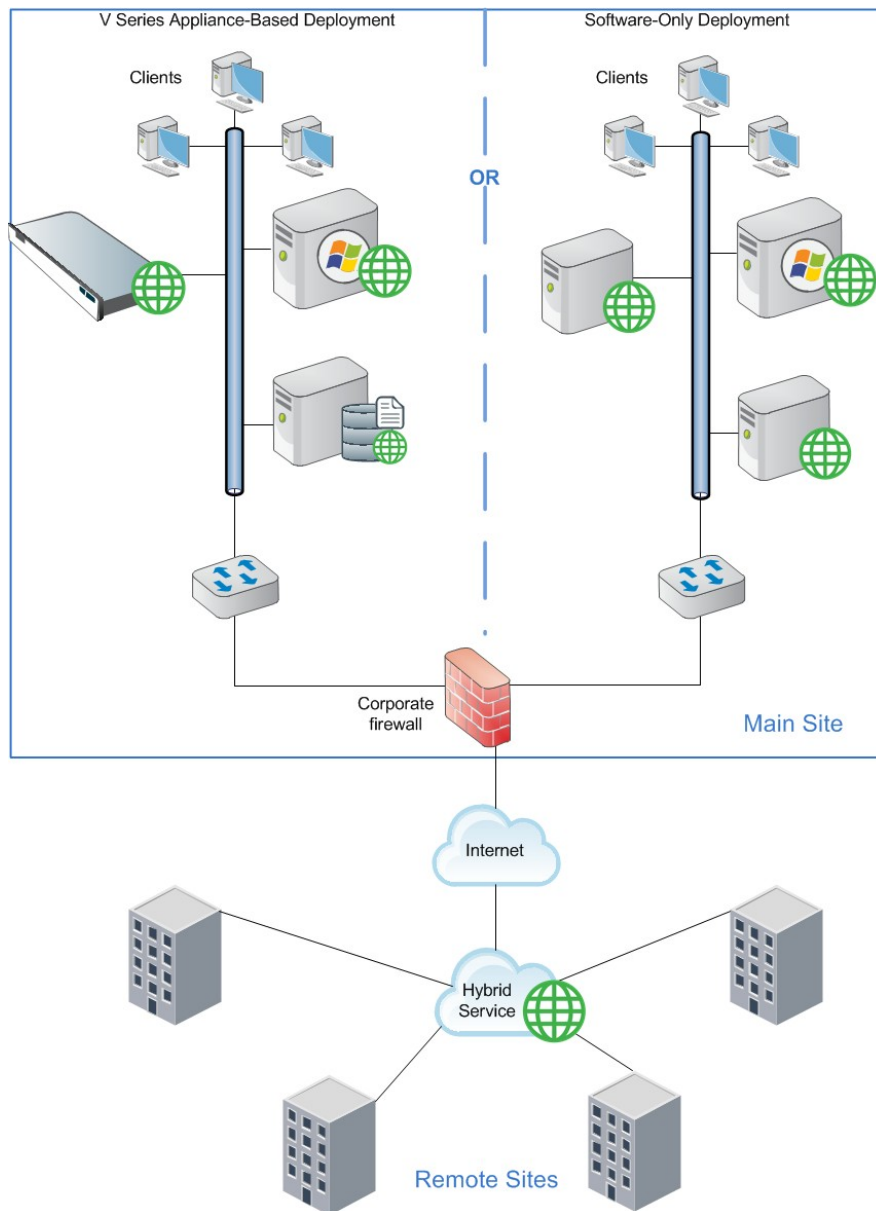 V Series Appliance-Based Deployment
Software-Only Deployment
Clients
Clients
OR
Corporate
firewall
Main Site
Internet
Hybrid
Service
Remote Sites